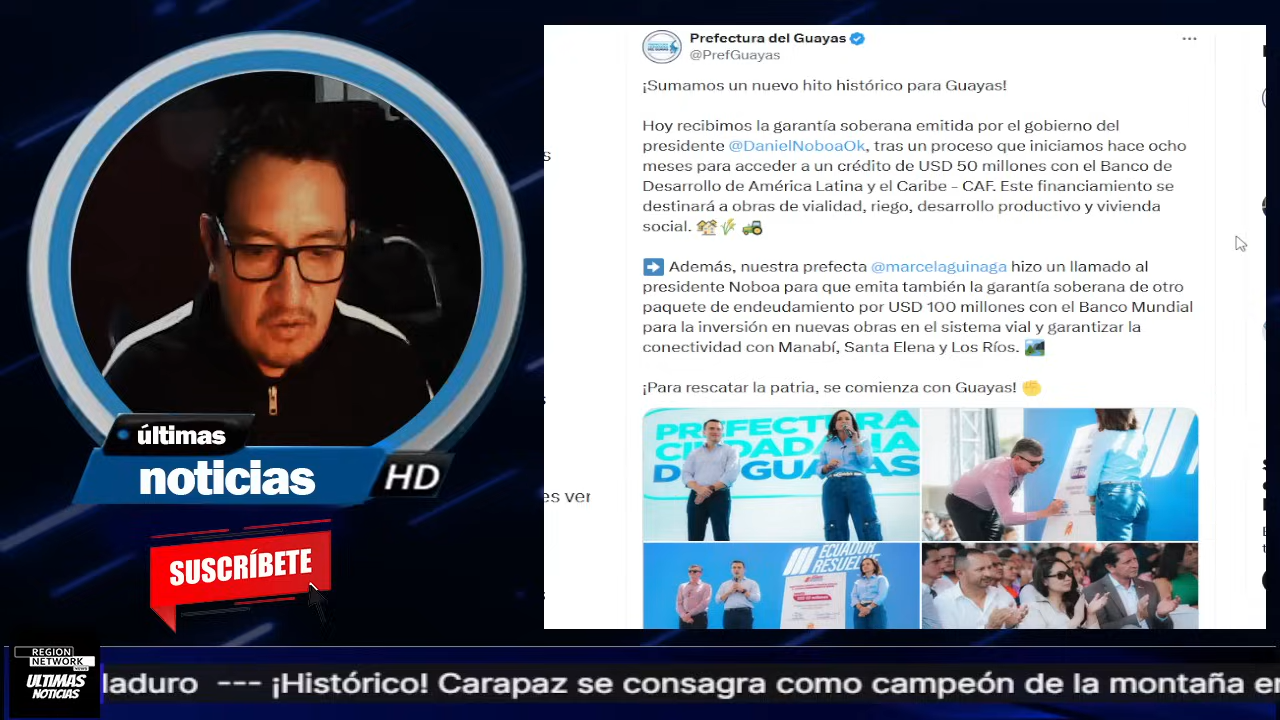 Prefectura del Guayas
@PrefGuayas
¡Sumamos un nuevo hito histórico para Guayas!
Hoy recibimos la garantía soberana emitida por el gobierno del
presidente @DanielNoboaOk, tras un proceso que iniciamos hace ocho
meses para acceder a un crédito de USD 50 millones con el Banco de
Desarrollo de América Latina y el Caribe - CAF. Este financiamiento se
destinará a obras de vialidad, riego, desarrollo productivo y vivienda
social.
Además, nuestra prefecta @marcelaguinaga hizo un llamado al
presidente Noboa para que emita también la garantía soberana de otro
paquete de endeudamiento por USD 100 millones con el Banco Mundial
para la inversión en nuevas obras en el sistema vial y garantizar la
conectividad con Manabí, Santa Elena y Los Ríos.
¡Para rescatar la patria, se comienza con Guayas!
PREFECTURA
CIUDADANA
DEL GUAYAS
ECUADOR
RESUELVE
es ver
últimas
noticias
HD
SUSCRÍBETE
REGION
NETWORK
NEWS
ULTIMAS
NOTICIAS
laduro --- ¡Histórico! Carapaz se consagra como campeón de la montaña en